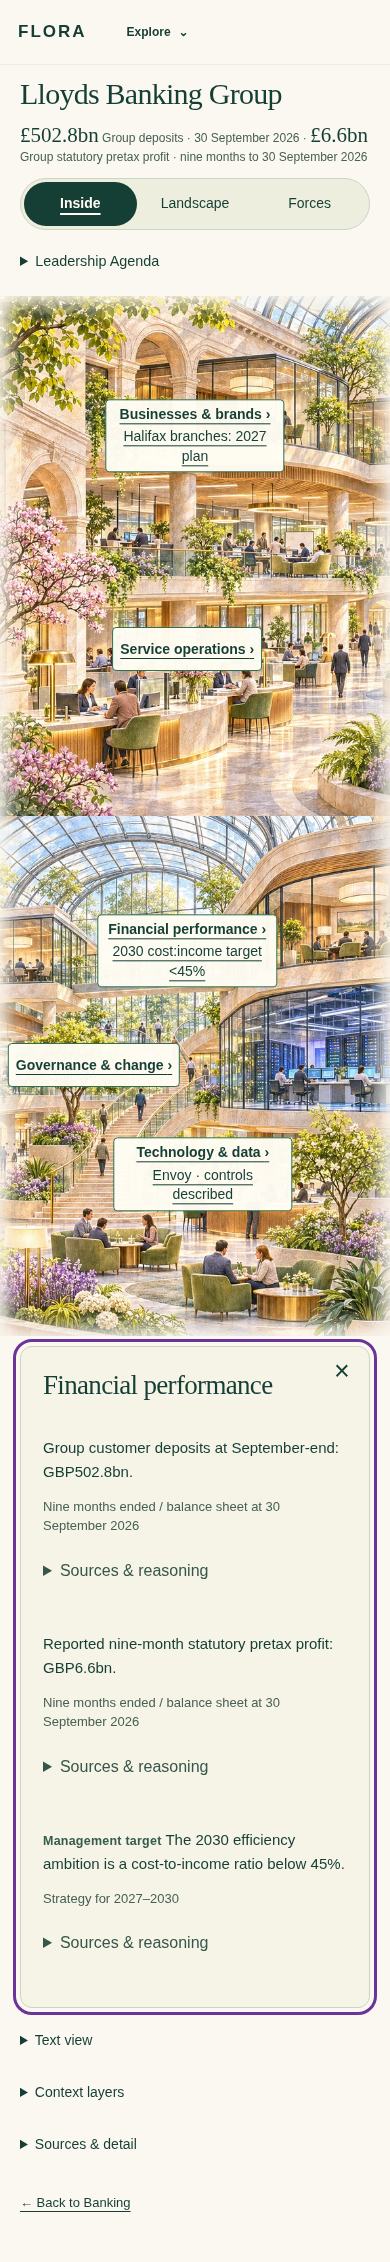 FLORA
Explore ⌄
Lloyds Banking Group
£502.8bn Group deposits · 30 September 2026 · £6.6bn
Group statutory pretax profit · nine months to 30 September 2026
Inside
Landscape
Forces
▶ Leadership Agenda
Businesses & brands ›
Halifax branches: 2027
plan
Service operations ›
Financial performance ›
2030 cost:income target
<45%
Governance & change ›
Technology & data ›
Envoy · controls
described
×
Financial performance
Group customer deposits at September-end:
GBP502.8bn.
Nine months ended / balance sheet at 30
September 2026
▶ Sources & reasoning
Reported nine-month statutory pretax profit:
GBP6.6bn.
Nine months ended / balance sheet at 30
September 2026
▶ Sources & reasoning
Management target The 2030 efficiency
ambition is a cost-to-income ratio below 45%.
Strategy for 2027–2030
▶ Sources & reasoning
▶ Text view
▶ Context layers
▶ Sources & detail
← Back to Banking